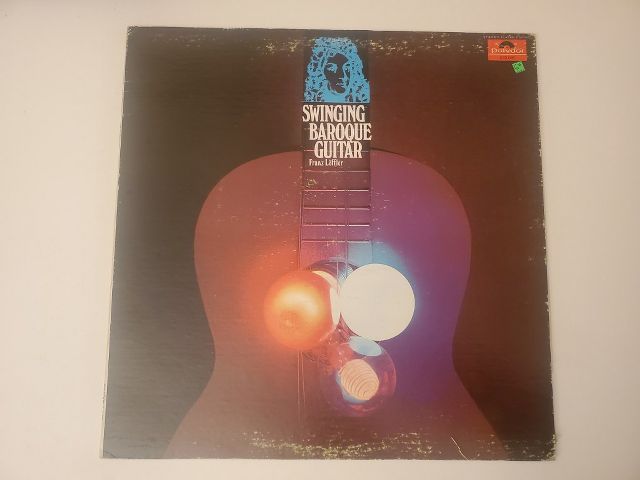 Polydor
SWINGING
BAROQUE
GUITAR
Franz Löffler